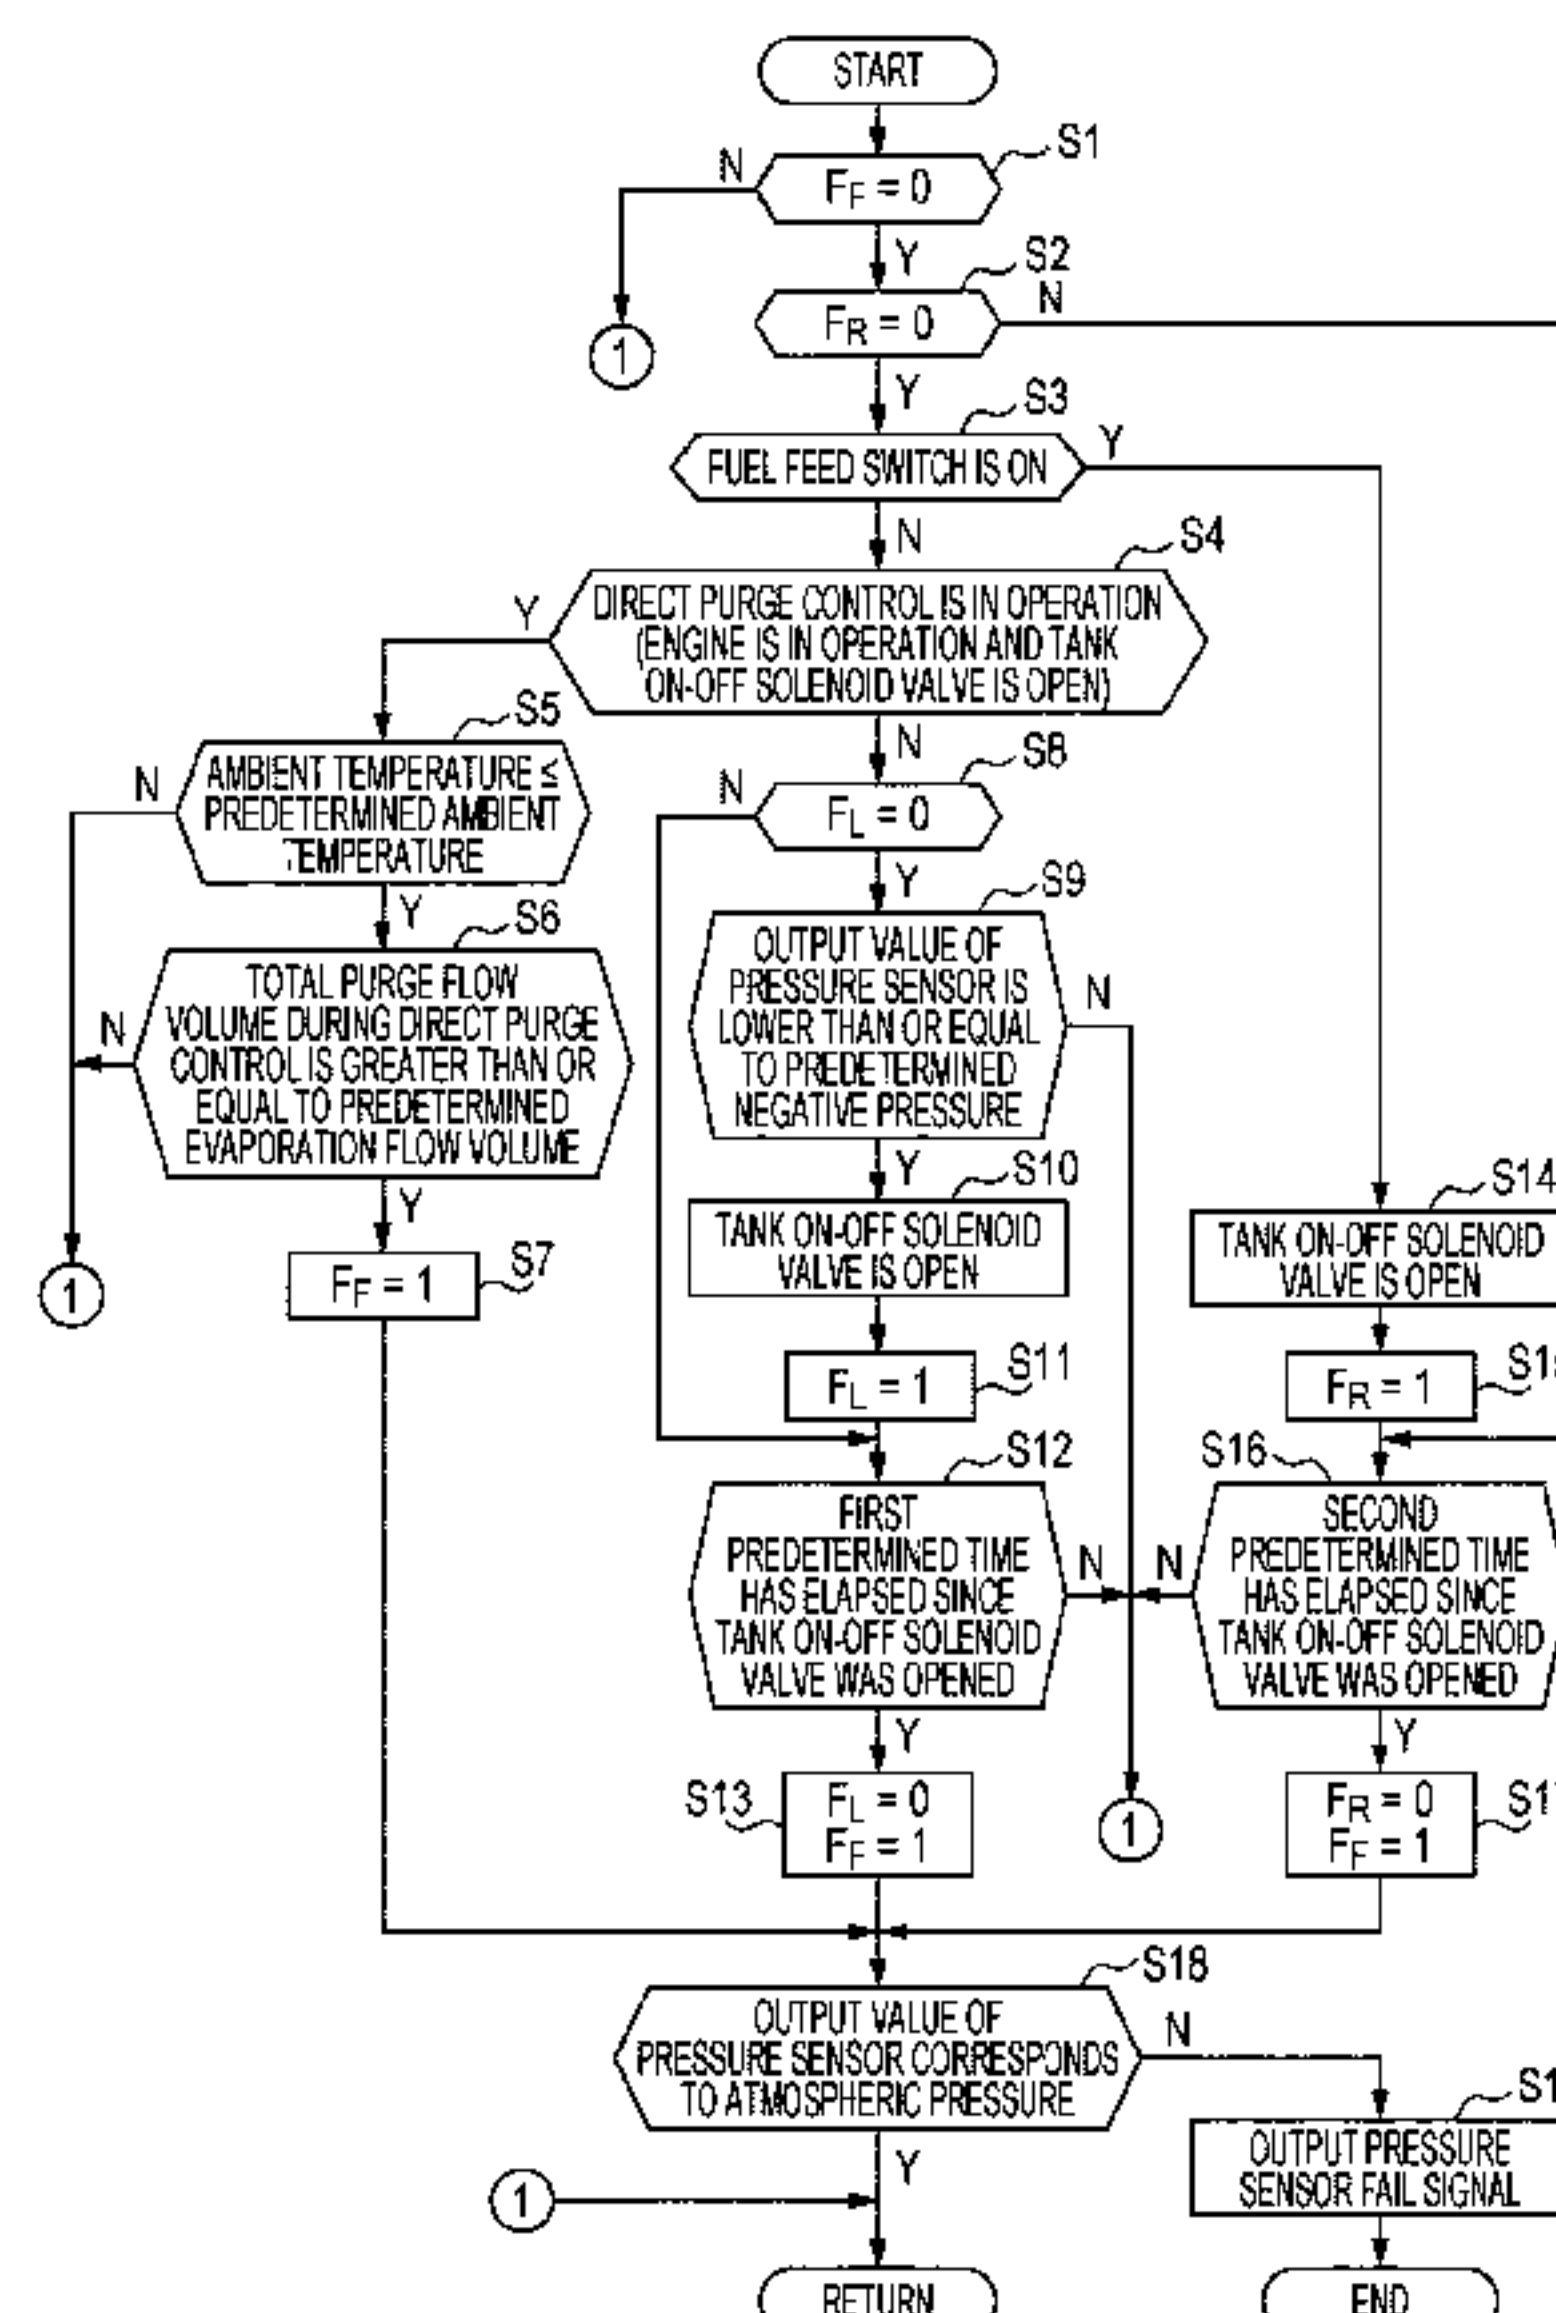 START
S1
N
FF = 0
Y
S2
N
FR = 0
1
Y
S3
Y
FUEL FEED SWITCH IS ON
N
S4
Y
DIRECT PURGE CONTROL IS IN OPERATION
(ENGINE IS IN OPERATION AND TANK
ON-OFF SOLENOID VALVE IS OPEN)
S5
N
AMBIENT TEMPERATURE ≤
PREDETERMINED AMBIENT
TEMPERATURE
Y
S6
TOTAL PURGE FLOW
VOLUME DURING DIRECT PURGE
CONTROL IS GREATER THAN OR
EQUAL TO PREDETERMINED
EVAPORATION FLOW VOLUME
N
Y
S7
FF = 1
1
N
S8
N
FL = 0
Y
S9
OUTPUT VALUE OF
PRESSURE SENSOR IS
LOWER THAN OR EQUAL
TO PREDETERMINED
NEGATIVE PRESSURE
N
Y
S10
TANK ON-OFF SOLENOID
VALVE IS OPEN
S11
FL = 1
S12
FIRST
PREDETERMINED TIME
HAS ELAPSED SINCE
TANK ON-OFF SOLENOID
VALVE WAS OPENED
N
Y
S13
FL = 0
FF = 1
1
S14
TANK ON-OFF SOLENOID
VALVE IS OPEN
FR = 1
S16
SECOND
PREDETERMINED TIME
HAS ELAPSED SINCE
TANK ON-OFF SOLENOID
VALVE WAS OPENED
N
Y
FR = 0
FF = 1
S18
OUTPUT VALUE OF
PRESSURE SENSOR CORRESPONDS
TO ATMOSPHERIC PRESSURE
N
Y
OUTPUT PRESSURE
SENSOR FAIL SIGNAL
1
RETURN
END